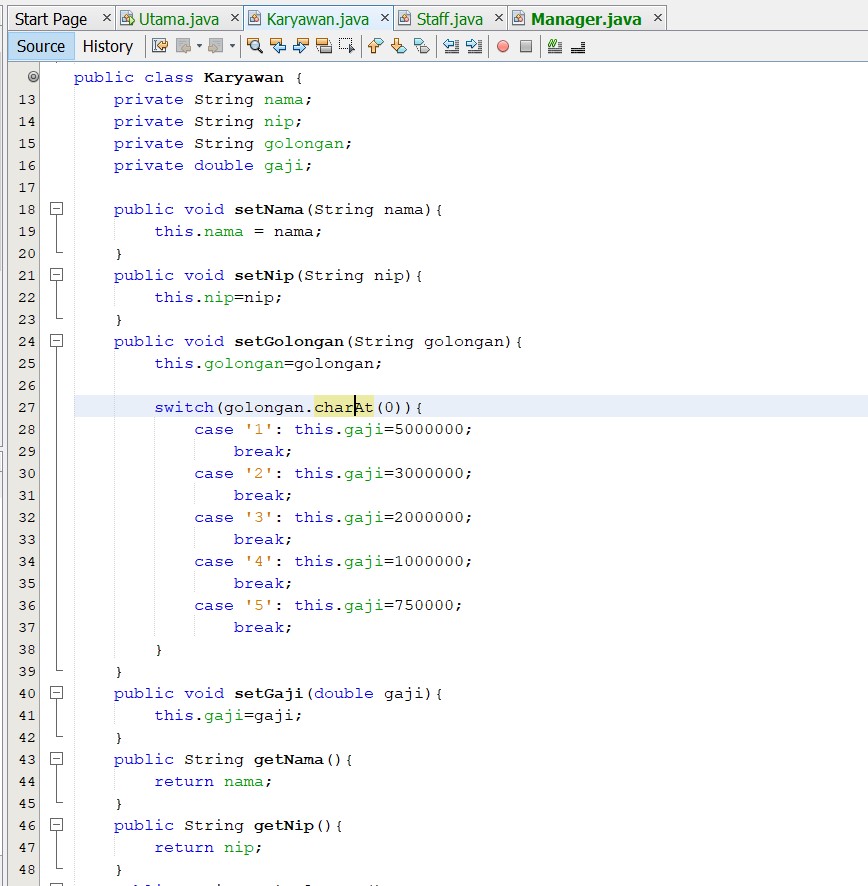 Start Page Utama.java Karyawan.java Staff.java Manager.java
Source History
public class Karyawan {
13 private String nama;
14 private String nip;
15 private String golongan;
16 private double gaji;
17
18 public void setNama(String nama){
19 this.nama = nama;
20 }
21 public void setNip(String nip){
22 this.nip=nip;
23 }
24 public void setGolongan(String golongan){
25 this.golongan=golongan;
26
27 switch(golongan.charAt(0)){
28 case '1': this.gaji=5000000;
29 break;
30 case '2': this.gaji=3000000;
31 break;
32 case '3': this.gaji=2000000;
33 break;
34 case '4': this.gaji=1000000;
35 break;
36 case '5': this.gaji=750000;
37 break;
38 }
39 }
40 public void setGaji(double gaji){
41 this.gaji=gaji;
42 }
43 public String getNama(){
44 return nama;
45 }
46 public String getNip(){
47 return nip;
48 }